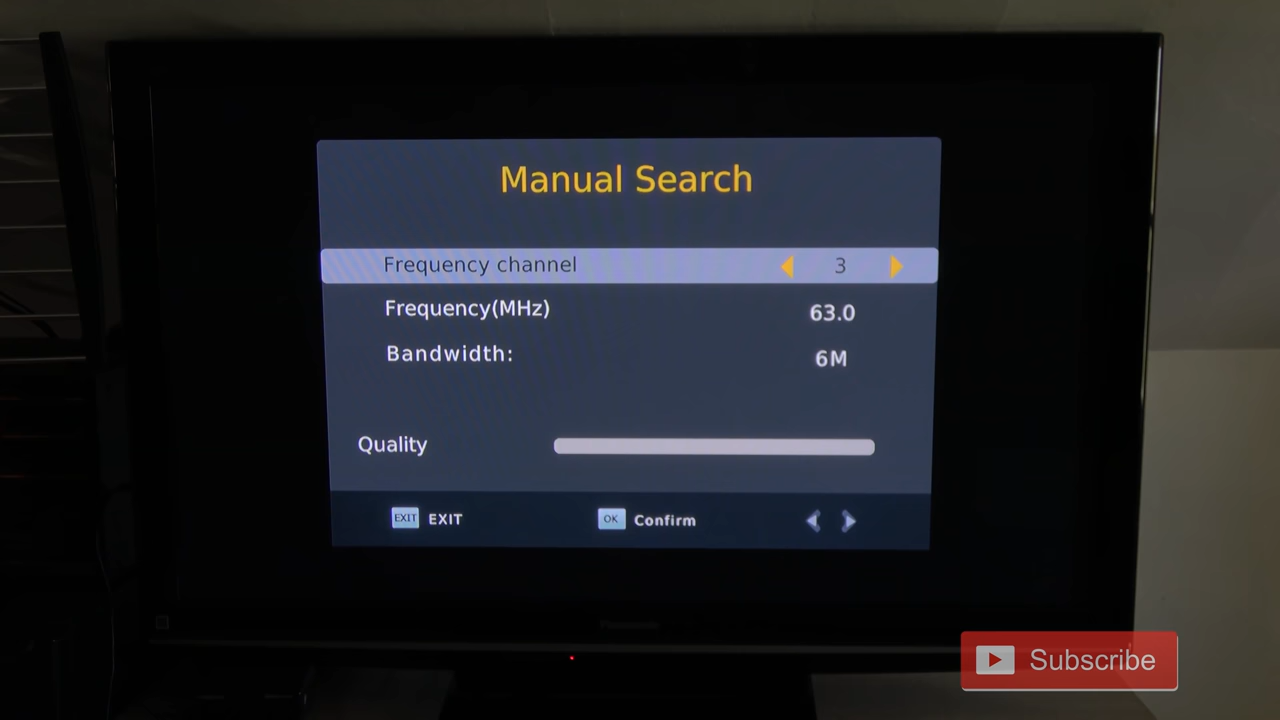 Manual Search
Frequency channel 3
Frequency(MHz) 63.0
Bandwidth: 6M
Quality
EXIT EXIT OK Confirm
Subscribe